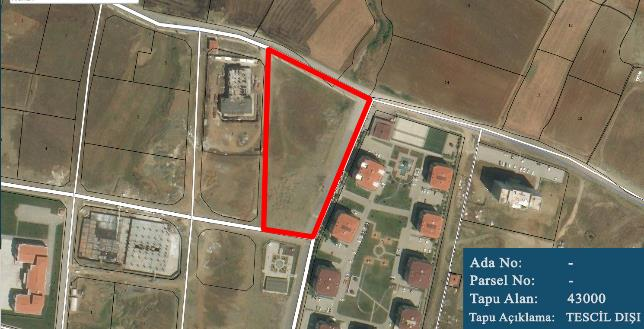 Ada No: -
Parsel No: -
Tapu Alan: 43000
Tapu Açıklama: TESCİL DIŞI